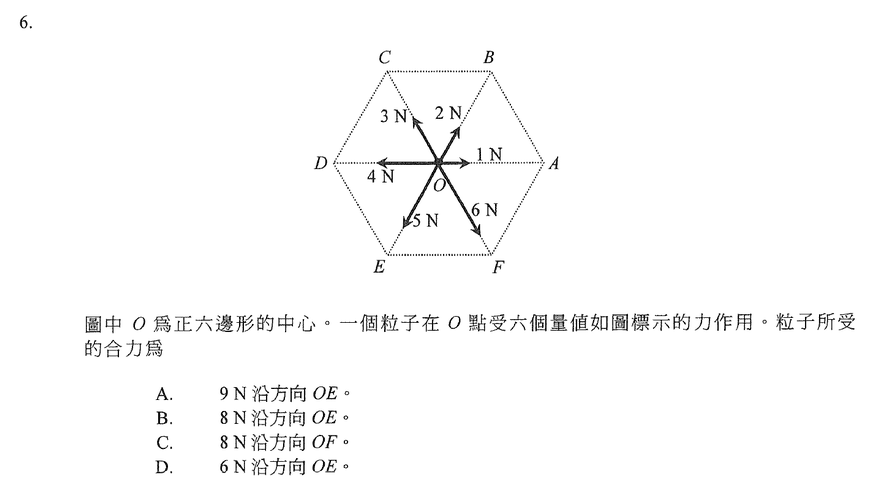 6.
C B
3 N 2 N
D 1 N A
4 N O
5 N 6 N
E F
圖中 O 爲正六邊形的中心。一個粒子在 O 點受六個量值如圖標示的力作用。粒子所受
的合力爲
A. 9 N 沿方向 OE。
B. 8 N 沿方向 OE。
C. 8 N 沿方向 OF。
D. 6 N 沿方向 OE。